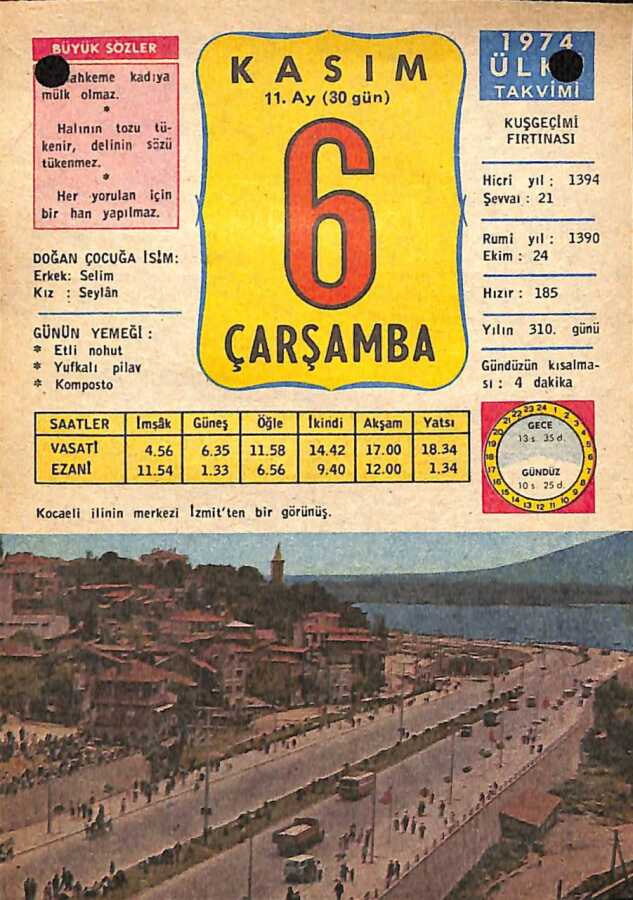 BÜYÜK SÖZLER
ahkeme kadıya
mülk olmaz.
*
Halının tozu tü-
kenir, delinin sözü
tükenmez.
*
Her yorulan için
bir han yapılmaz.
DOĞAN ÇOCUĞA İSİM:
Erkek: Selim
Kız : Seylân
GÜNÜN YEMEĞİ :
* Etli nohut
* Yufkalı pilav
* Komposto
KASIM
11. Ay (30 gün)
6
ÇARŞAMBA
1974
ÜLK
TAKVİMİ
KUŞGEÇİMİ
FIRTINASI
Hicri yıl : 1394
Şevval : 21
Rumi yıl : 1390
Ekim : 24
Hızır : 185
Yılın 310. günü
Gündüzün kısalma-
sı : 4 dakika
SAATLER İmsâk Güneş Öğle İkindi Akşam Yatsı
VASATİ 4.56 6.35 11.58 14.42 17.00 18.34
EZANİ 11.54 1.33 6.56 9.40 12.00 1.34
GECE
13 s. 35 d.
GÜNDÜZ
10 s. 25 d.
Kocaeli ilinin merkezi İzmit'ten bir görünüş.